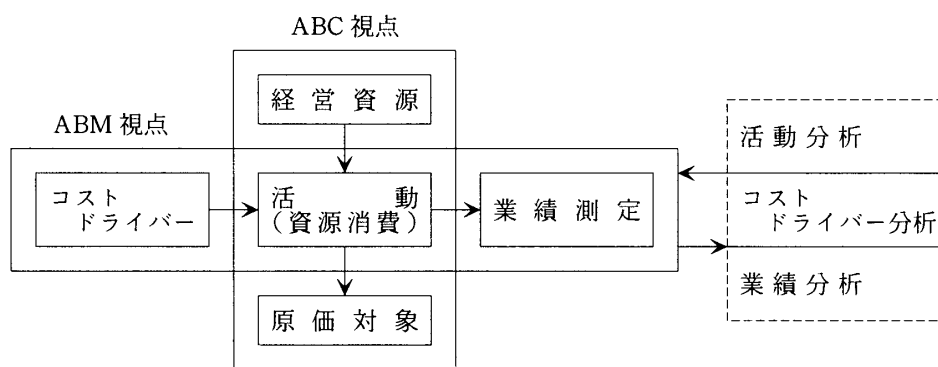 ABC 視点
経営資源
ABM 視点
活動分析
コスト
ドライバー
活動
(資源消費)
業績測定
コスト
ドライバー分析
業績分析
原価対象